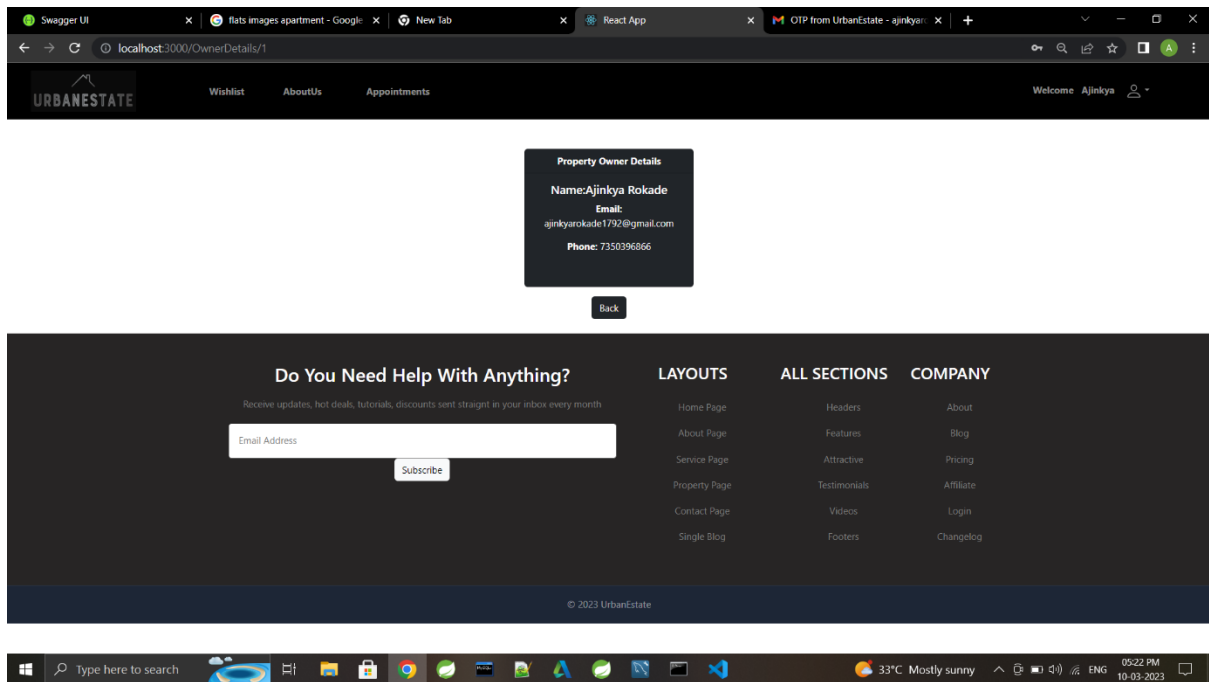 Swagger UI
flats images apartment - Google
New Tab
React App
OTP from UrbanEstate - ajinkyaro
localhost:3000/OwnerDetails/1
A
URBANESTATE
Wishlist
AboutUs
Appointments
Welcome Ajinkya
Property Owner Details
Name:Ajinkya Rokade
Email:
ajinkyarokade1792@gmail.com
Phone: 7350396866
Back
Do You Need Help With Anything?
Receive updates, hot deals, tutorials, discounts sent straignt in your inbox every month
Email Address
Subscribe
LAYOUTS
Home Page
About Page
Service Page
Property Page
Contact Page
Single Blog
ALL SECTIONS
Headers
Features
Attractive
Testimonials
Videos
Footers
COMPANY
About
Blog
Pricing
Affiliate
Login
Changelog
© 2023 UrbanEstate
Type here to search
33°C Mostly sunny
ENG
05:22 PM
10-03-2023